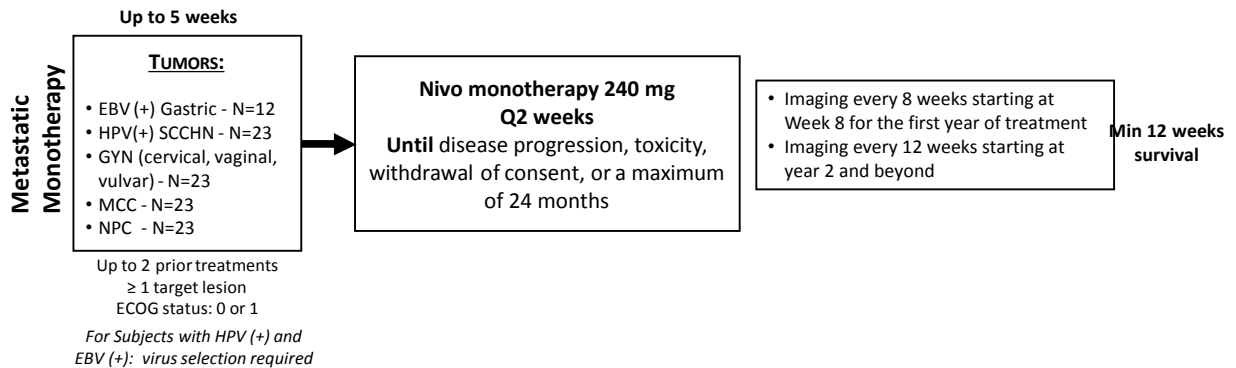 Metastatic
Monotherapy
Up to 5 weeks
TUMORS:
• EBV (+) Gastric - N=12
• HPV(+) SCCHN - N=23
• GYN (cervical, vaginal,
vulvar) - N=23
• MCC - N=23
• NPC - N=23
Up to 2 prior treatments
≥ 1 target lesion
ECOG status: 0 or 1
For Subjects with HPV (+) and
EBV (+): virus selection required
Nivo monotherapy 240 mg
Q2 weeks
Until disease progression, toxicity,
withdrawal of consent, or a maximum
of 24 months
• Imaging every 8 weeks starting at
Week 8 for the first year of treatment
• Imaging every 12 weeks starting at
year 2 and beyond
Min 12 weeks
survival